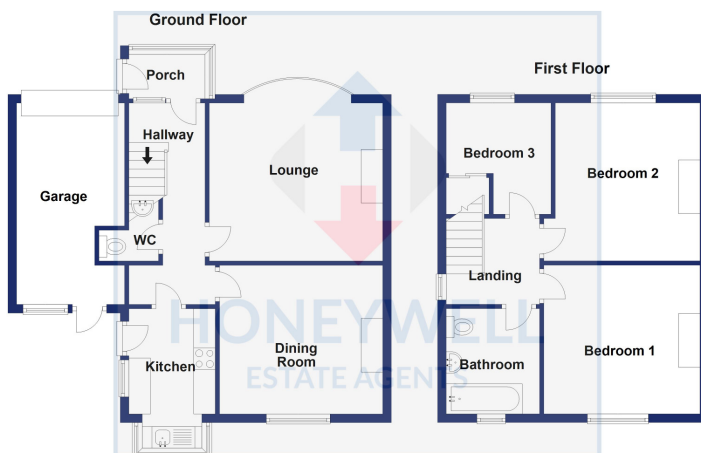 Ground Floor
Porch
Hallway
Lounge
Garage
WC
Kitchen
Dining
Room
First Floor
Bedroom 3
Bedroom 2
Landing
Bathroom
Bedroom 1
HONEYWELL
ESTATE AGENTS